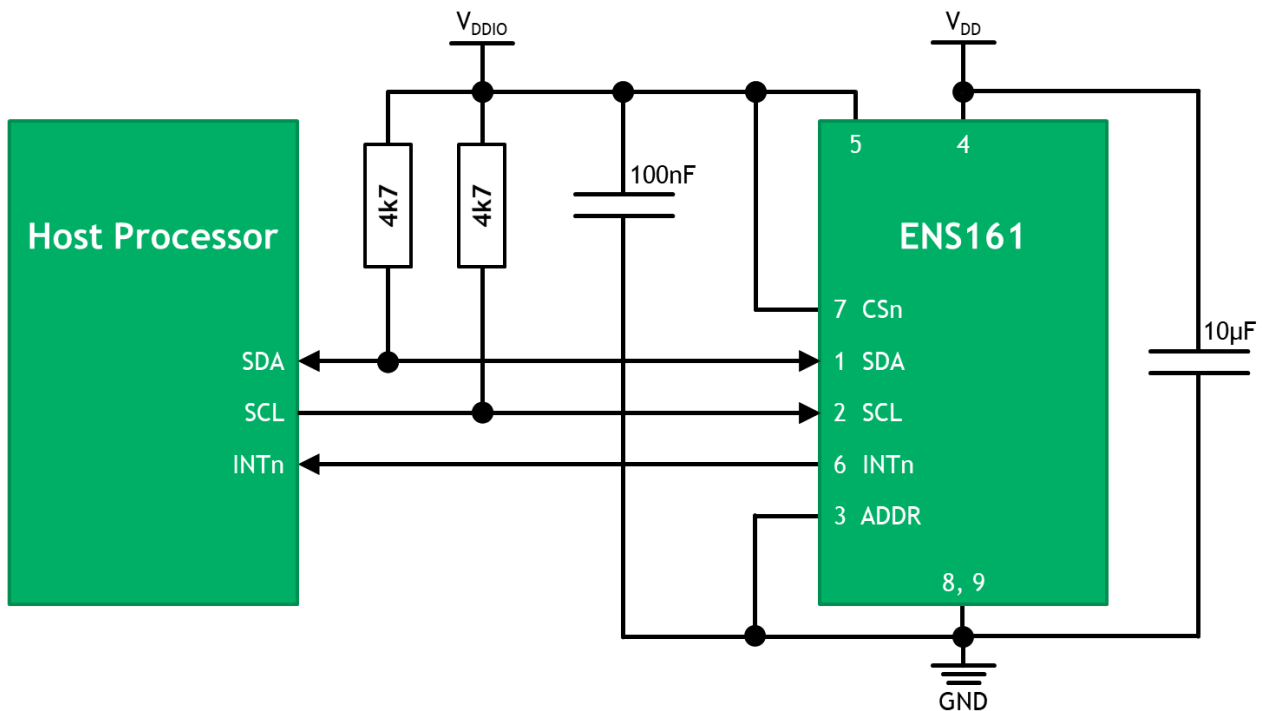 VDDIO
VDD
5
4
100nF
4k7
4k7
Host Processor
ENS161
7 CSn
10µF
SDA
1 SDA
SCL
2 SCL
INTn
6 INTn
3 ADDR
8, 9
GND